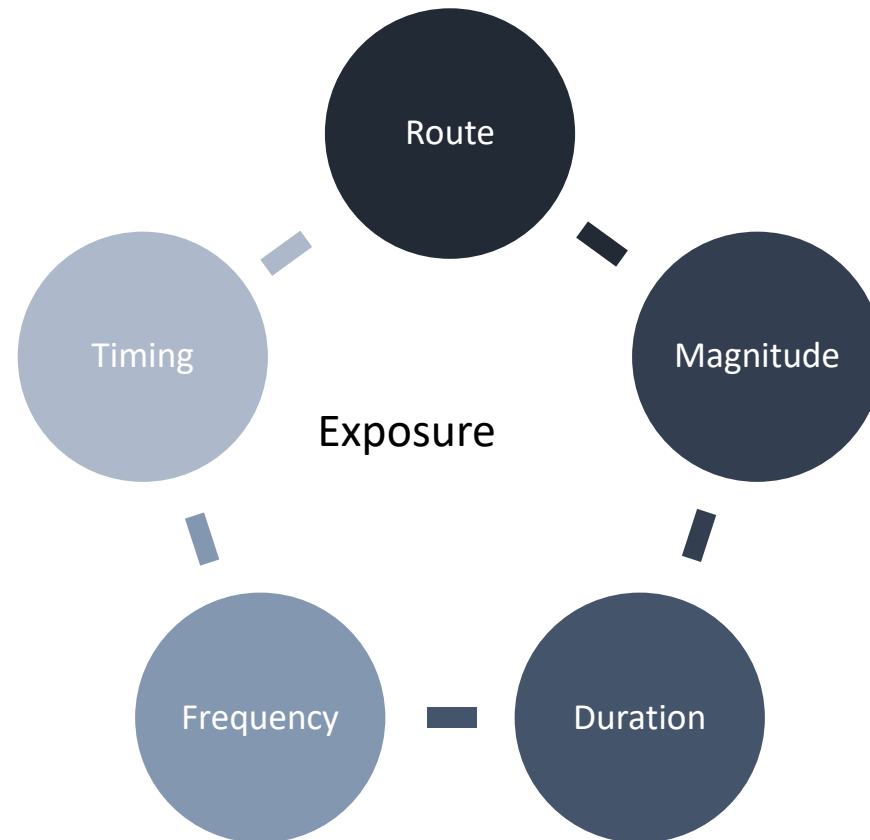 Route
Timing
Magnitude
Exposure
Frequency
Duration